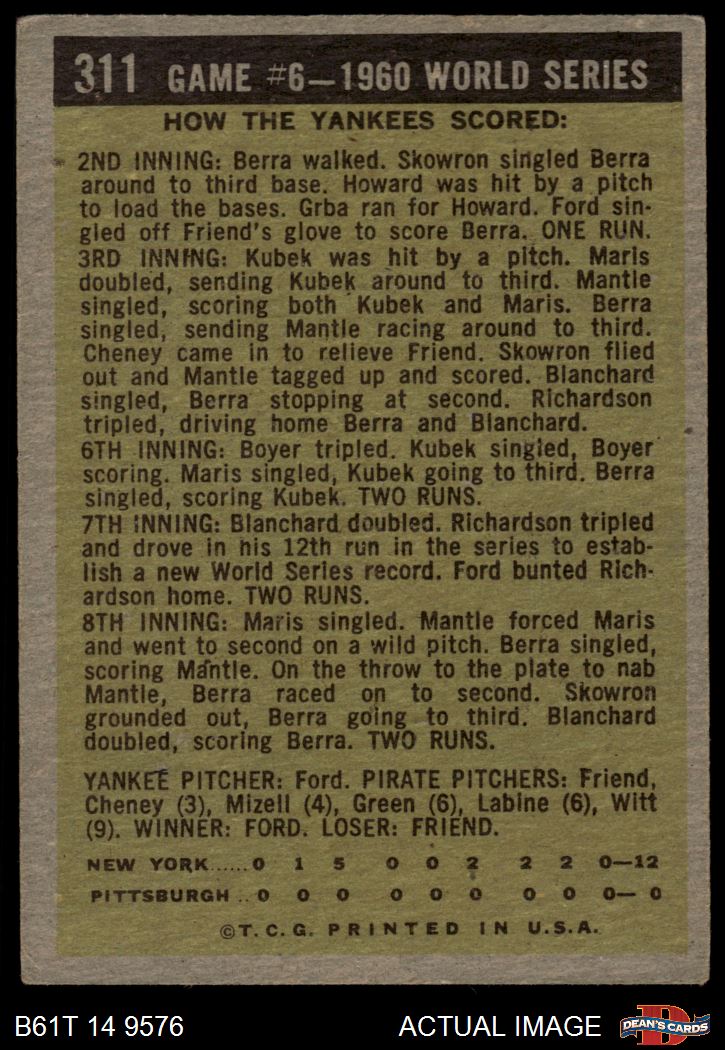 311 GAME #6—1960 WORLD SERIES
HOW THE YANKEES SCORED:
2ND INNING: Berra walked. Skowron singled Berra
around to third base. Howard was hit by a pitch
to load the bases. Grba ran for Howard. Ford sin-
gled off Friend's glove to score Berra. ONE RUN.
3RD INNING: Kubek was hit by a pitch. Maris
doubled, sending Kubek around to third. Mantle
singled, scoring both Kubek and Maris. Berra
singled, sending Mantle racing around to third.
Cheney came in to relieve Friend. Skowron flied
out and Mantle tagged up and scored. Blanchard
singled, Berra stopping at second. Richardson
tripled, driving home Berra and Blanchard.
6TH INNING: Boyer tripled. Kubek singled, Boyer
scoring. Maris singled, Kubek going to third. Berra
singled, scoring Kubek. TWO RUNS.
7TH INNING: Blanchard doubled. Richardson tripled
and drove in his 12th run in the series to estab-
lish a new World Series record. Ford bunted Rich-
ardson home. TWO RUNS.
8TH INNING: Maris singled. Mantle forced Maris
and went to second on a wild pitch. Berra singled,
scoring Mantle. On the throw to the plate to nab
Mantle, Berra raced on to second. Skowron
grounded out, Berra going to third. Blanchard
doubled, scoring Berra. TWO RUNS.
YANKEE PITCHER: Ford. PIRATE PITCHERS: Friend,
Cheney (3), Mizell (4), Green (6), Labine (6), Witt
(9). WINNER: FORD. LOSER: FRIEND.
NEW YORK......0 1 5 0 0 2 2 2 0—12
PITTSBURGH ..0 0 0 0 0 0 0 0 0— 0
©T. C. G. PRINTED IN U.S.A.
B61T 14 9576 ACTUAL IMAGE DEAN'S CARDS